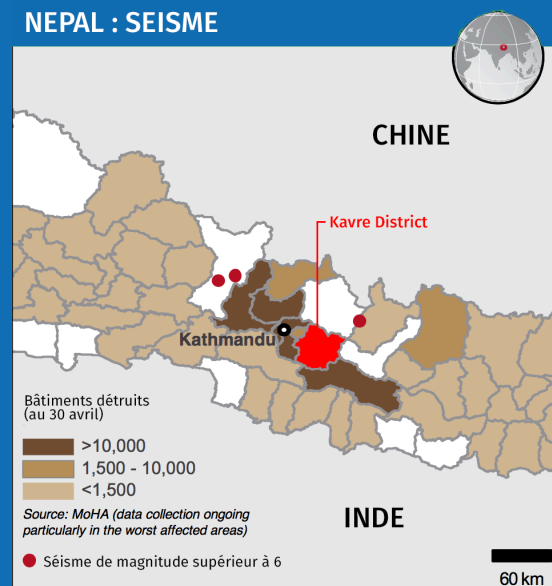 NEPAL : SEISME
CHINE
Kavre District
Kathmandu
Bâtiments détruits
(au 30 avril)
>10,000
1,500 - 10,000
<1,500
Source: MoHA (data collection ongoing
particularly in the worst affected areas)
Séisme de magnitude supérieur à 6
INDE
60 km